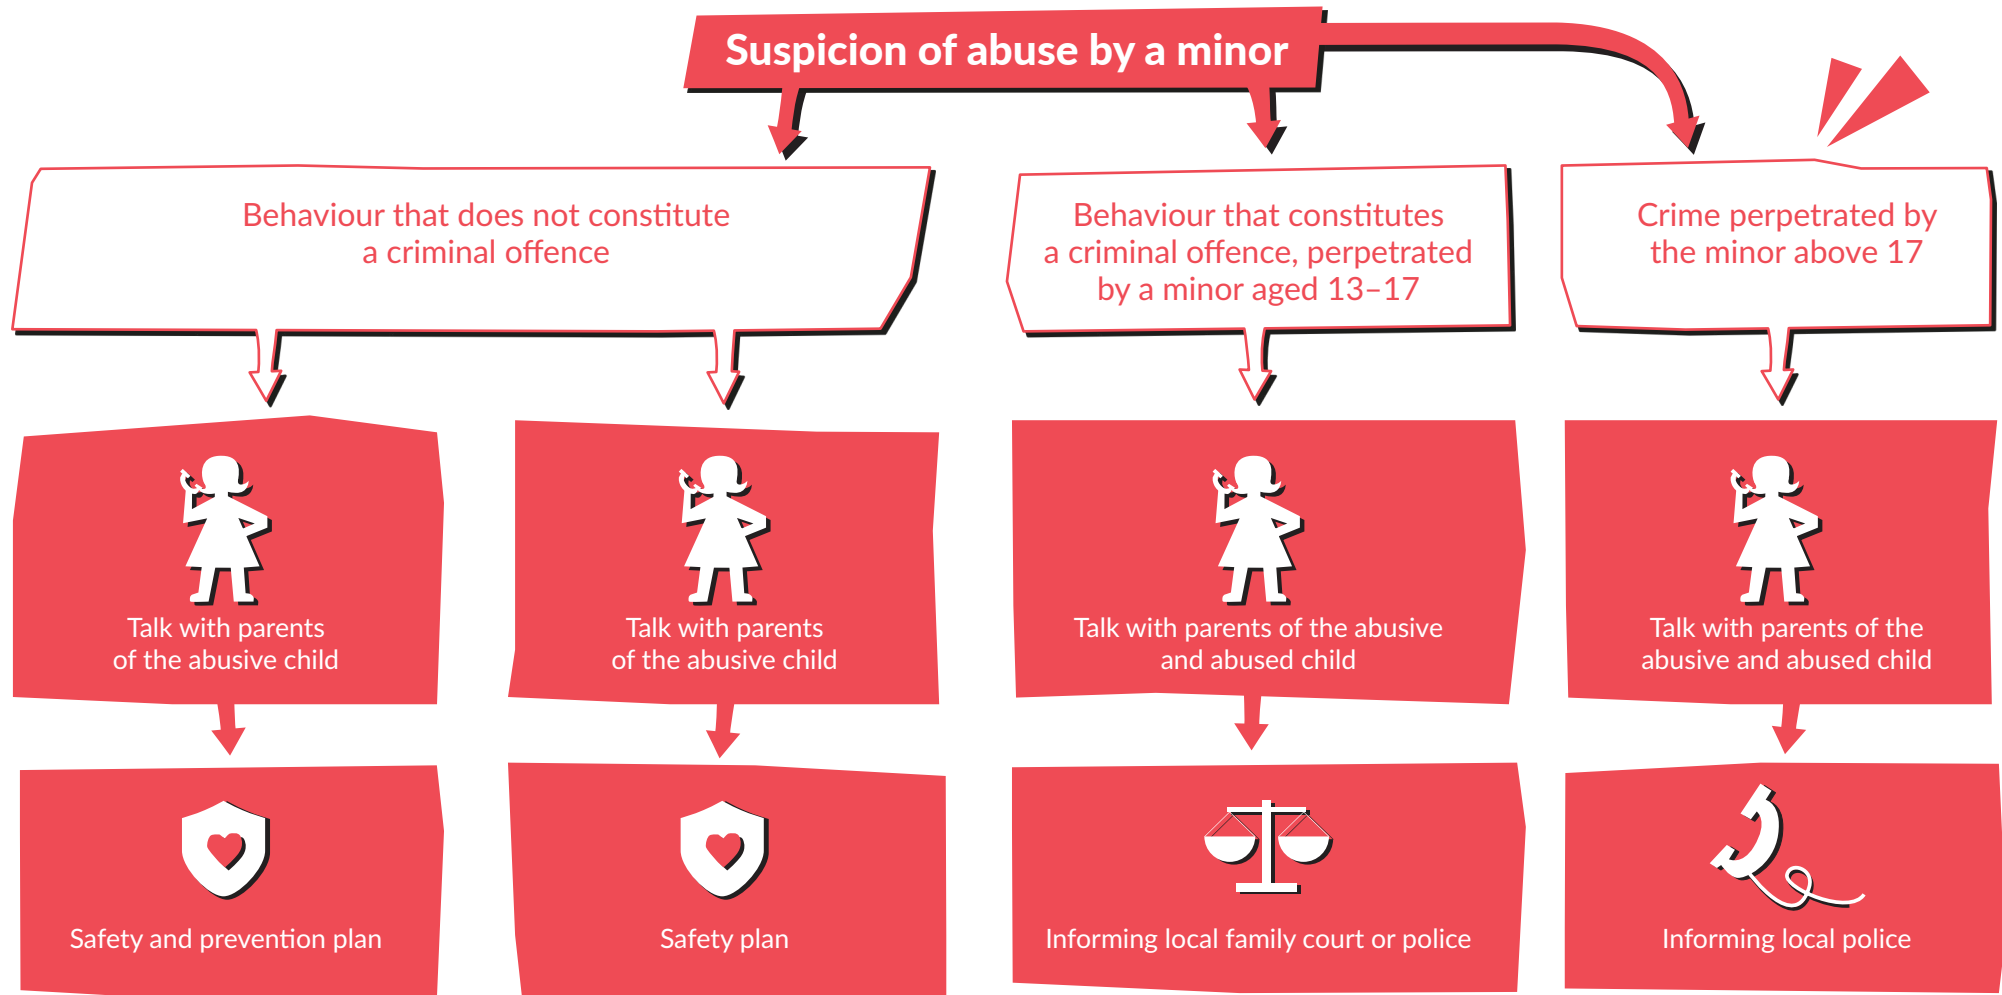 Suspicion of abuse by a minor
Behaviour that does not constitute
a criminal offence
Behaviour that constitutes
a criminal offence, perpetrated
by a minor aged 13–17
Crime perpetrated by
the minor above 17
Talk with parents
of the abusive child
Talk with parents
of the abusive child
Talk with parents of the abusive
and abused child
Talk with parents of the
abusive and abused child
Safety and prevention plan
Safety plan
Informing local family court or police
Informing local police